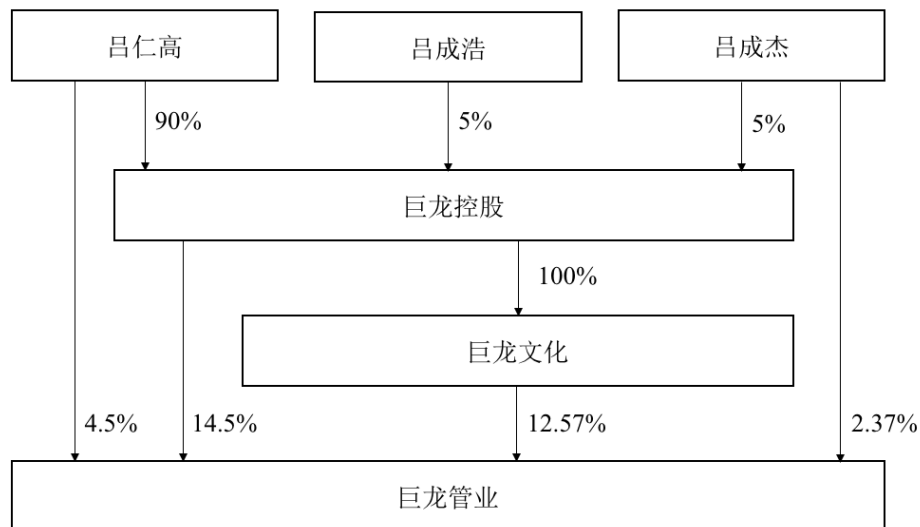 吕仁高
吕成浩
吕成杰
90%
5%
5%
巨龙控股
100%
巨龙文化
4.5%
14.5%
12.57%
2.37%
巨龙管业